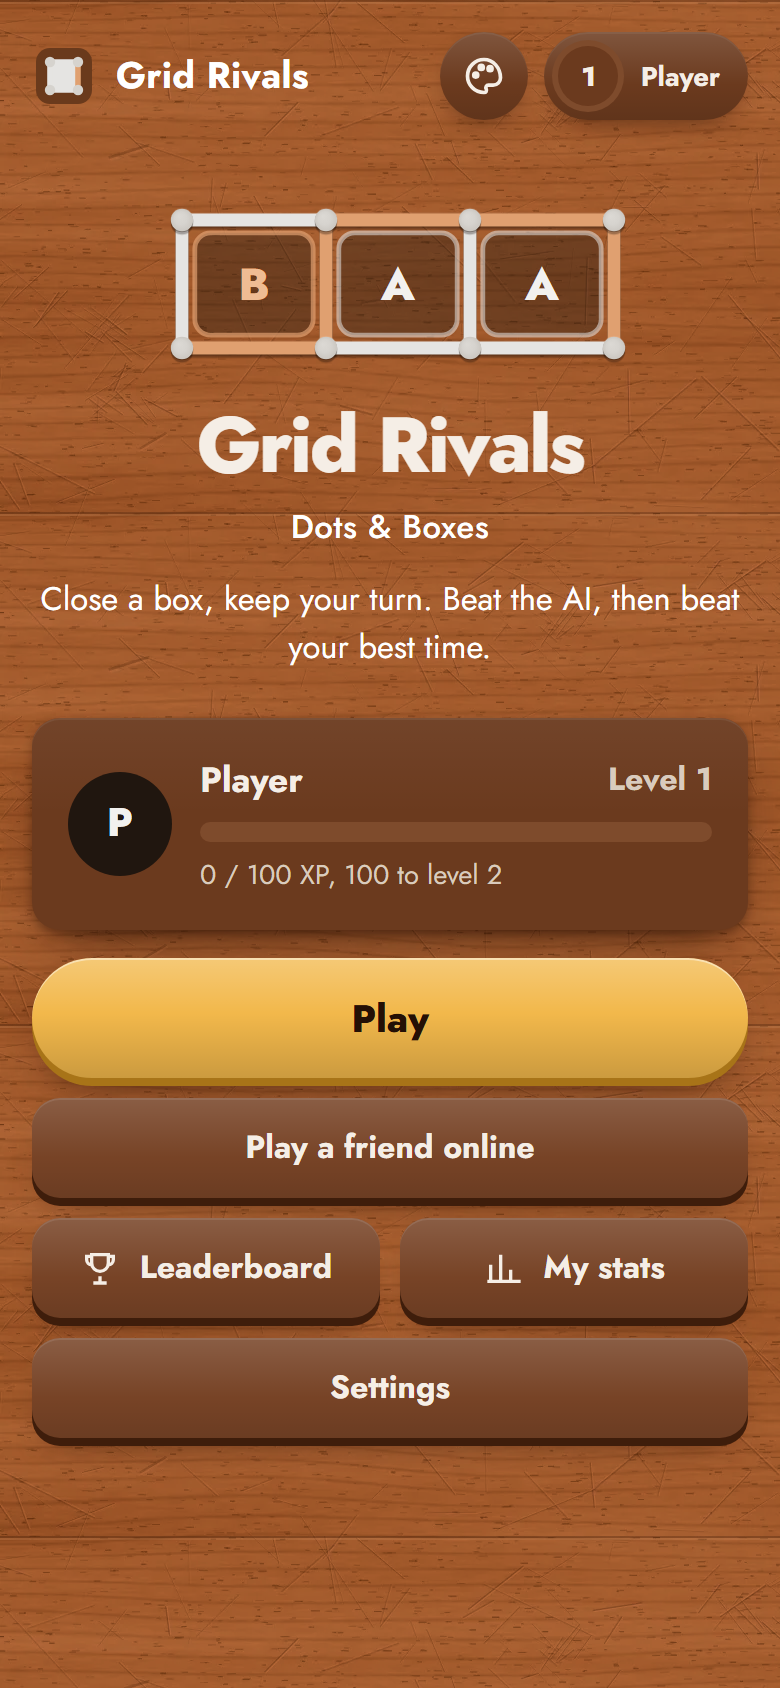 Grid Rivals
1 Player
B A A
Grid Rivals
Dots & Boxes
Close a box, keep your turn. Beat the AI, then beat
your best time.
P
Player Level 1
0 / 100 XP, 100 to level 2
Play
Play a friend online
Leaderboard My stats
Settings